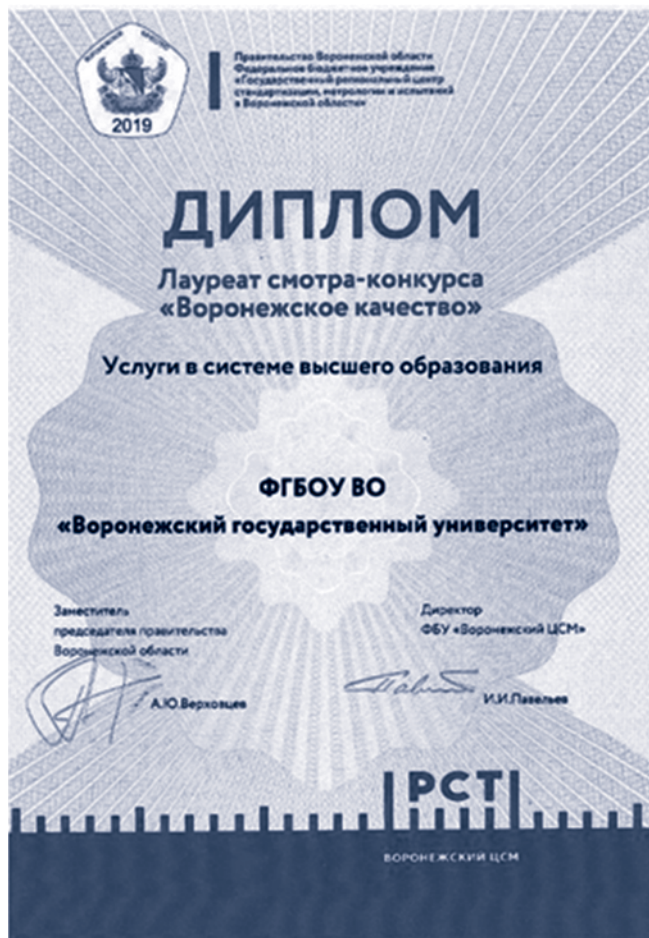 2019
Правительство Воронежской области
Федеральное бюджетное учреждение
«Государственный региональный центр
стандартизации, метрологии и испытаний
в Воронежской области»
ДИПЛОМ
Лауреат смотра-конкурса
«Воронежское качество»
Услуги в системе высшего образования
ФГБОУ ВО
«Воронежский государственный университет»
Заместитель
председателя правительства
Воронежской области
А.Ю.Верховцев
Директор
ФБУ «Воронежский ЦСМ»
И.И.Павельев
РСТ
ВОРОНЕЖСКИЙ ЦСМ